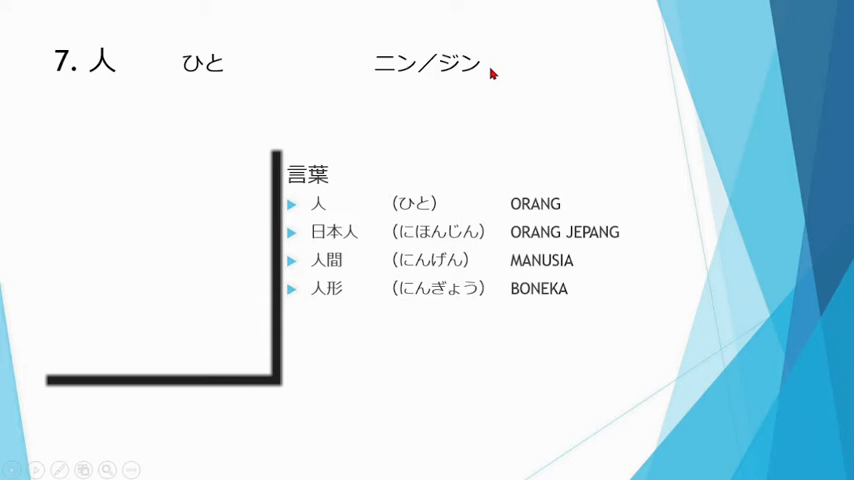 7. 人 ひと ニン／ジン
言葉
人 (ひと) ORANG
日本人 (にほんじん) ORANG JEPANG
人間 (にんげん) MANUSIA
人形 (にんぎょう) BONEKA